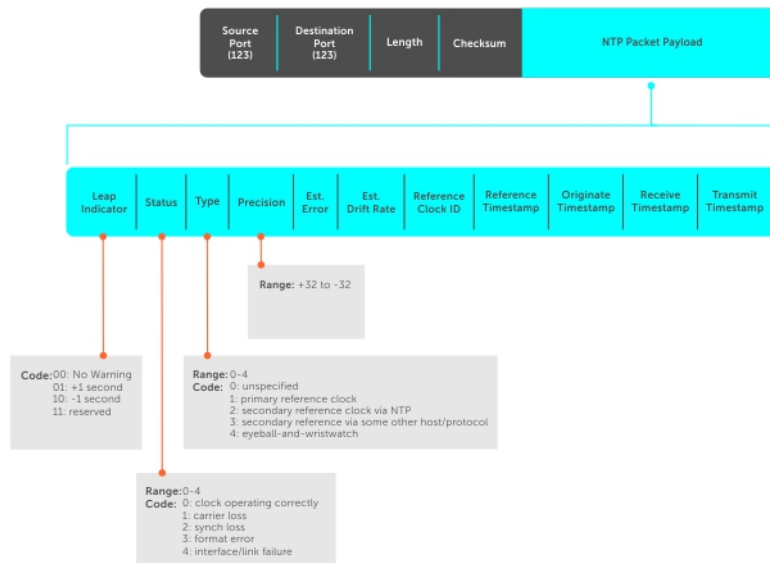 Source Port (123)
Destination Port (123)
Length
Checksum
NTP Packet Payload
Leap Indicator
Status
Type
Precision
Est. Error
Est. Drift Rate
Reference Clock ID
Reference Timestamp
Originate Timestamp
Receive Timestamp
Transmit Timestamp
Range: +32 to -32
Code:00: No Warning
01: +1 second
10: -1 second
11: reserved
Range:0-4
Code: 0: unspecified
1: primary reference clock
2: secondary reference clock via NTP
3: secondary reference via some other host/protocol
4: eyeball-and-wristwatch
Range:0-4
Code: 0: clock operating correctly
1: carrier loss
2: synch loss
3: format error
4: interface/link failure